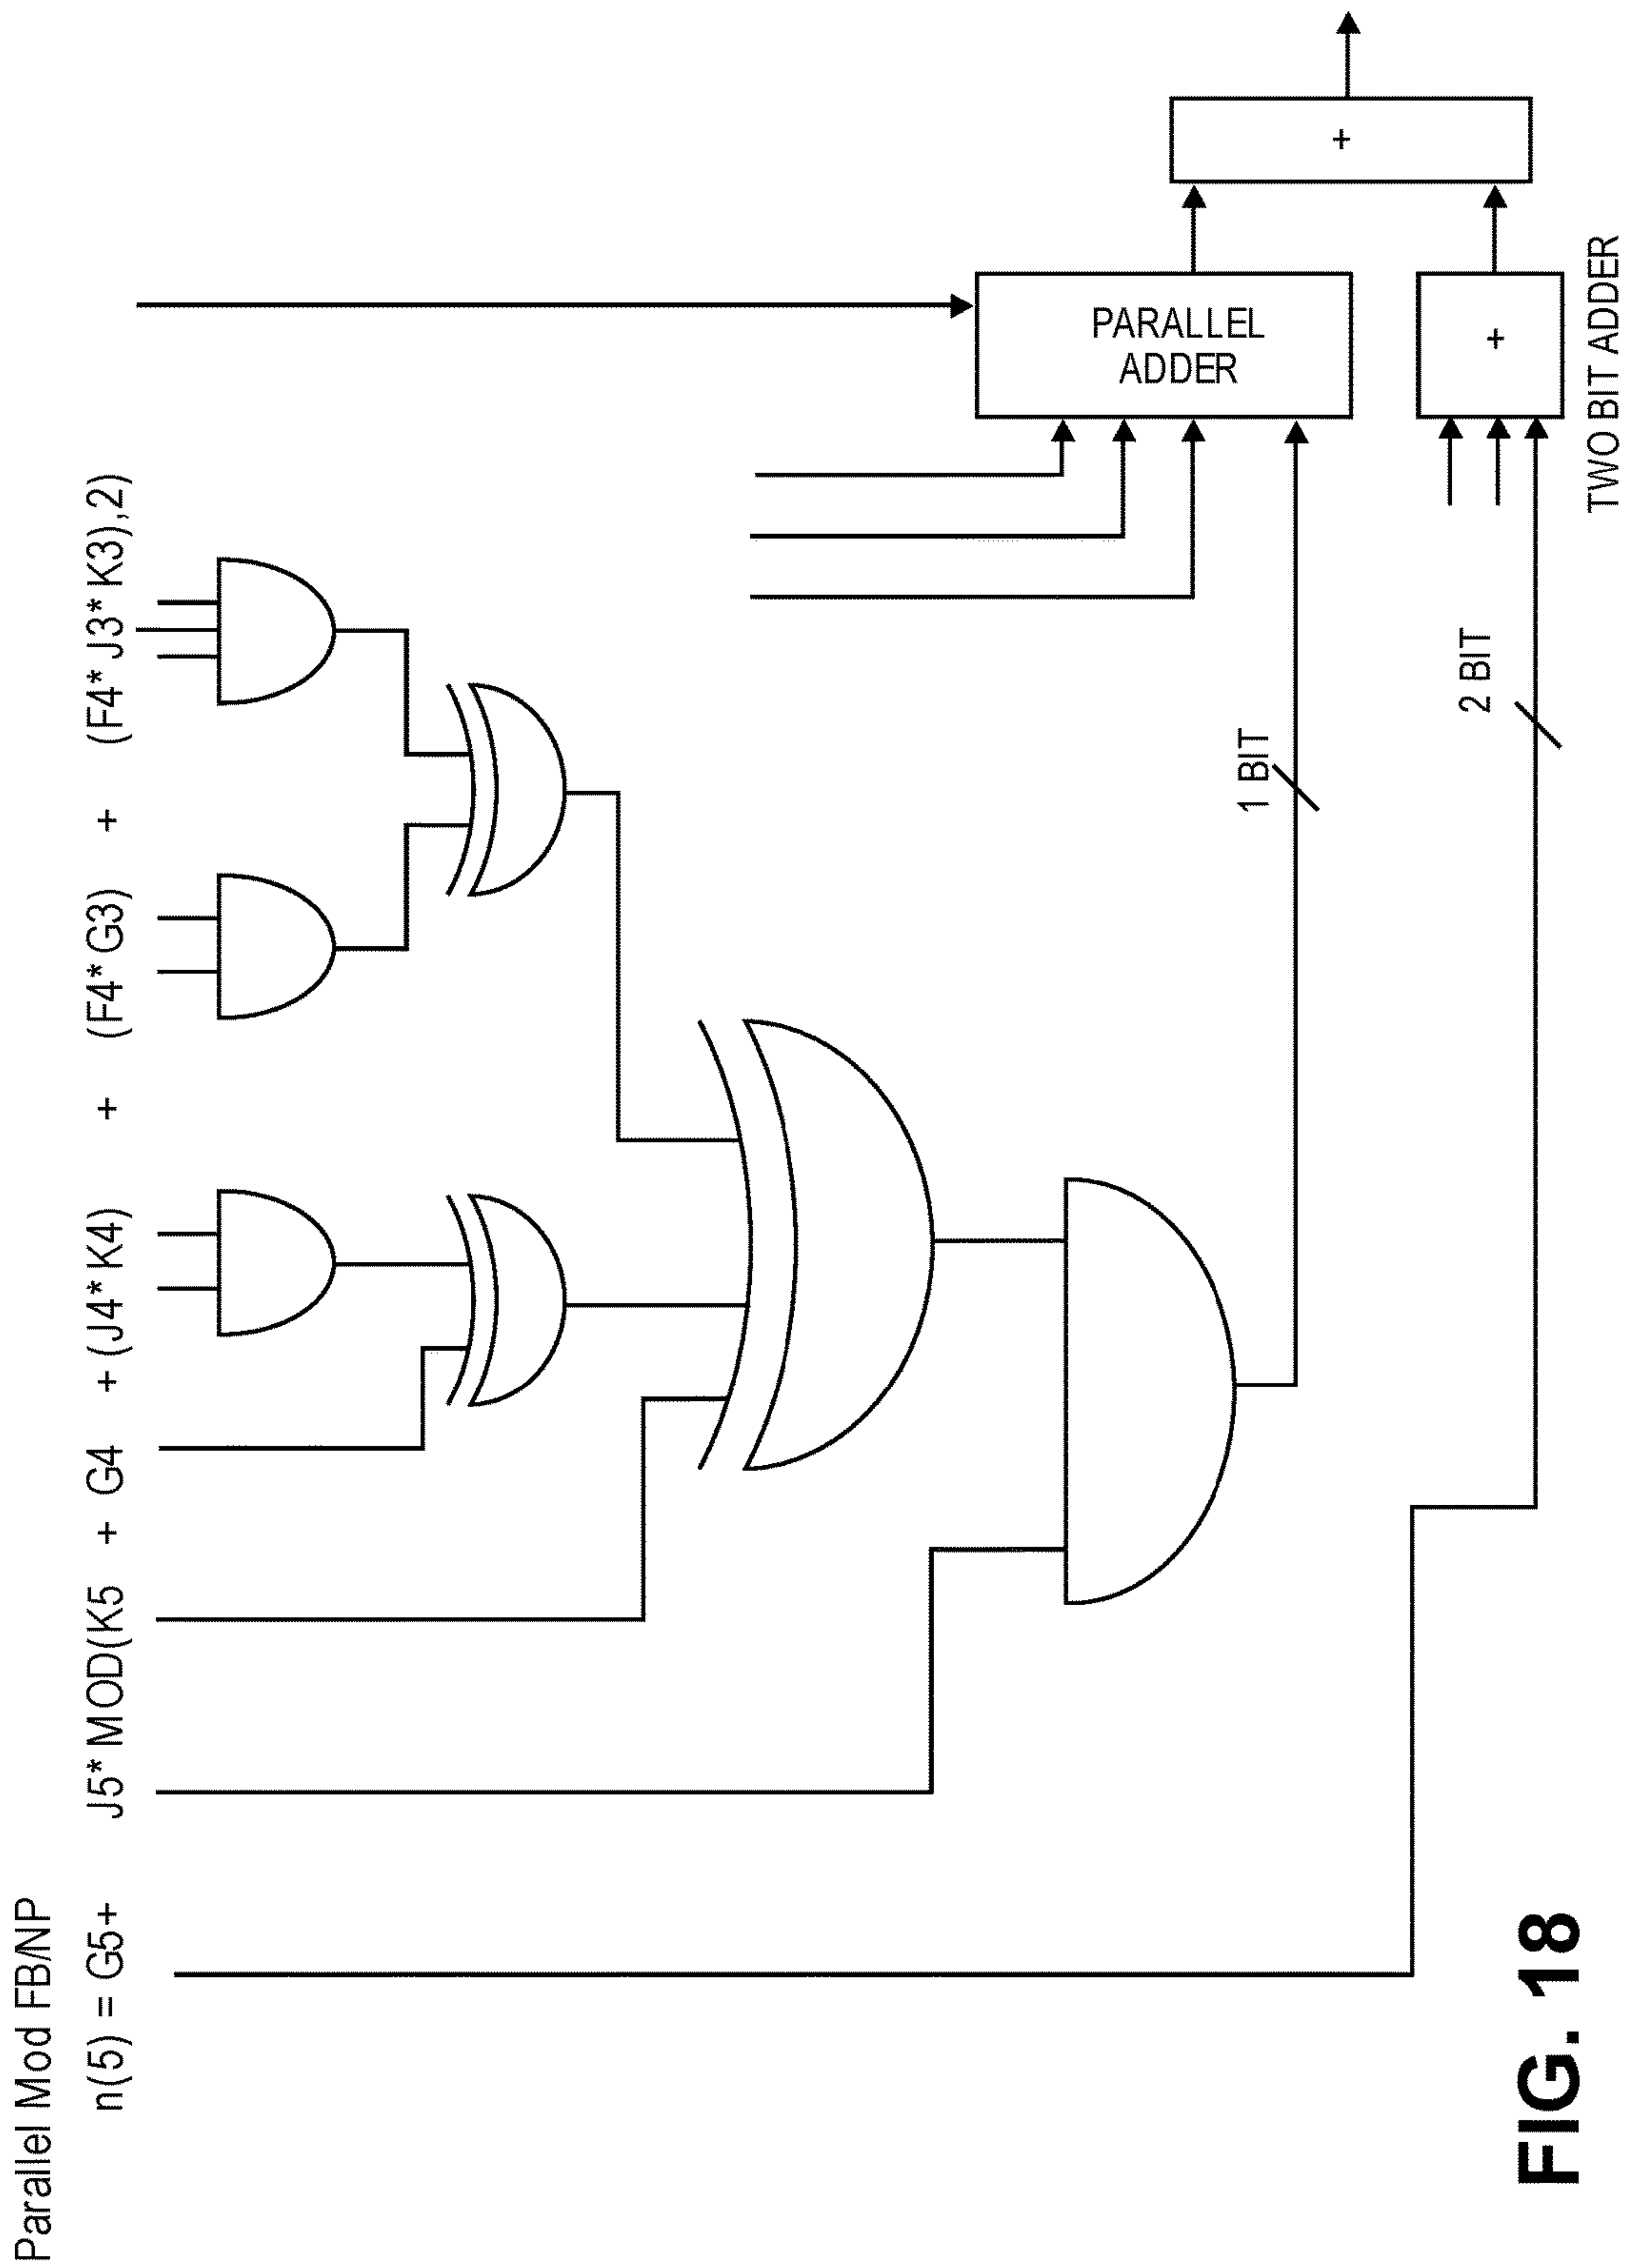 Parallel Mod FB/NP
n(5) = G5+ J5*MOD(K5 + G4 +(J4*K4) + (F4*G3) + (F4*J3*K3),2)
1 BIT
2 BIT
PARALLEL
ADDER
+
+
TWO BIT ADDER
FIG. 18